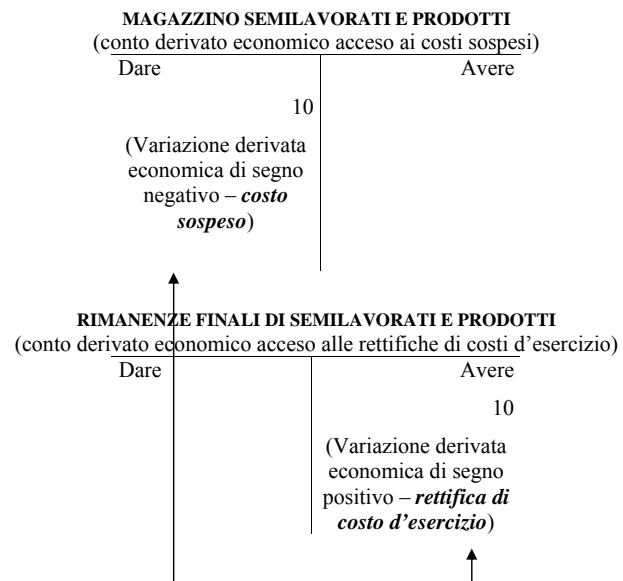 MAGAZZINO SEMILAVORATI E PRODOTTI
(conto derivato economico acceso ai costi sospesi)
Dare Avere
10
(Variazione derivata
economica di segno
negativo – costo
sospeso)
RIMANENZE FINALI DI SEMILAVORATI E PRODOTTI
(conto derivato economico acceso alle rettifiche di costi d’esercizio)
Dare Avere
10
(Variazione derivata
economica di segno
positivo – rettifica di
costo d’esercizio)